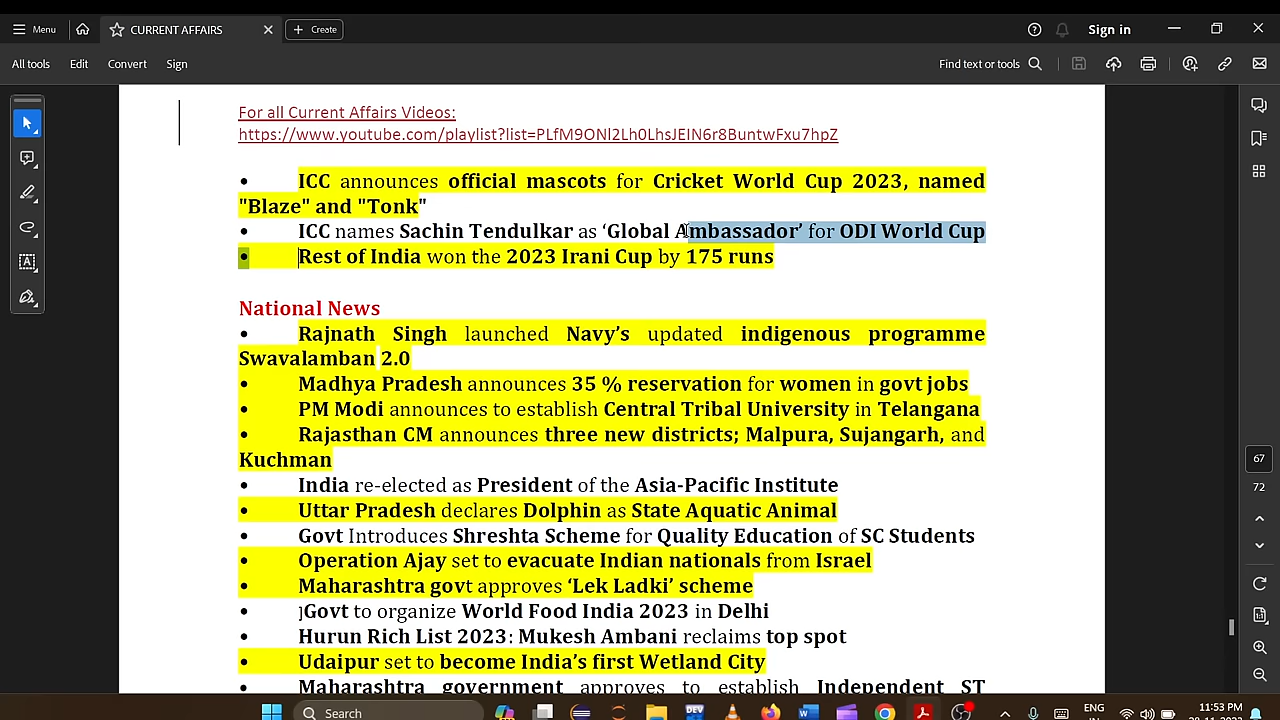 Menu
CURRENT AFFAIRS
Create
Sign in
All tools
Edit
Convert
Sign
Find text or tools
For all Current Affairs Videos:
https://www.youtube.com/playlist?list=PLfM9ONl2Lh0LhsJEIN6r8BuntwFxu7hpZ
• ICC announces official mascots for Cricket World Cup 2023, named
"Blaze" and "Tonk"
• ICC names Sachin Tendulkar as ‘Global Ambassador’ for ODI World Cup
• Rest of India won the 2023 Irani Cup by 175 runs
National News
• Rajnath Singh launched Navy’s updated indigenous programme
Swavalamban 2.0
• Madhya Pradesh announces 35 % reservation for women in govt jobs
• PM Modi announces to establish Central Tribal University in Telangana
• Rajasthan CM announces three new districts; Malpura, Sujangarh, and
Kuchman
• India re-elected as President of the Asia-Pacific Institute
• Uttar Pradesh declares Dolphin as State Aquatic Animal
• Govt Introduces Shreshta Scheme for Quality Education of SC Students
• Operation Ajay set to evacuate Indian nationals from Israel
• Maharashtra govt approves ‘Lek Ladki’ scheme
• Govt to organize World Food India 2023 in Delhi
• Hurun Rich List 2023: Mukesh Ambani reclaims top spot
• Udaipur set to become India’s first Wetland City
• Maharashtra government approves to establish Independent ST
67
72
Search
ENG
11:53 PM